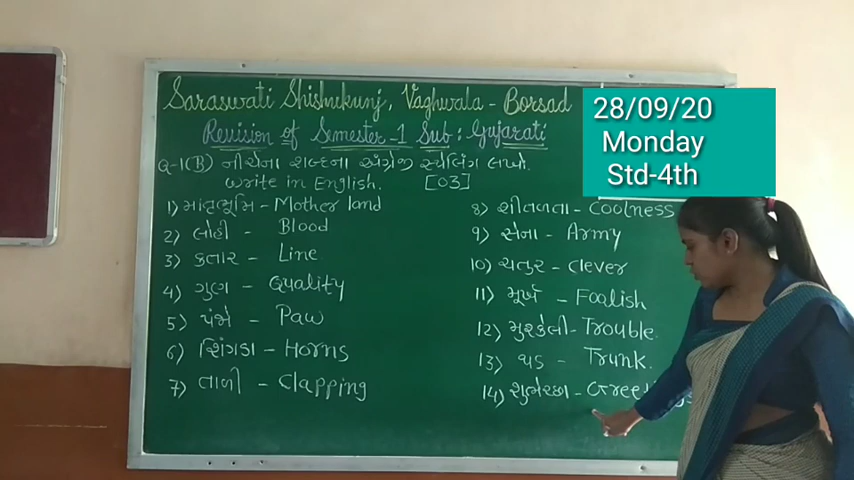 Saraswati Shishukunj, Vaghwala - Borsad
Revision of Semester-1 Sub : Gujarati
28/09/20
Monday
Std-4th
Q-1(B) નીચેના શબ્દના અંગ્રેજી સ્પેલિંગ લખો.
write in English. [03]
1) માતૃભૂમિ - Mother land
2) લોહી - Blood
3) કતાર - Line
4) ગુણ - Quality
5) પંજો - Paw
6) શિંગડા - Horns
7) તાળી - Clapping
8) શીતળતા - Coolness
9) સેના - Army
10) ચતુર - Clever
11) મૂર્ખ - Foolish
12) મુશ્કેલી - Trouble.
13) થડ - Trunk.
14) શુભેચ્છા -